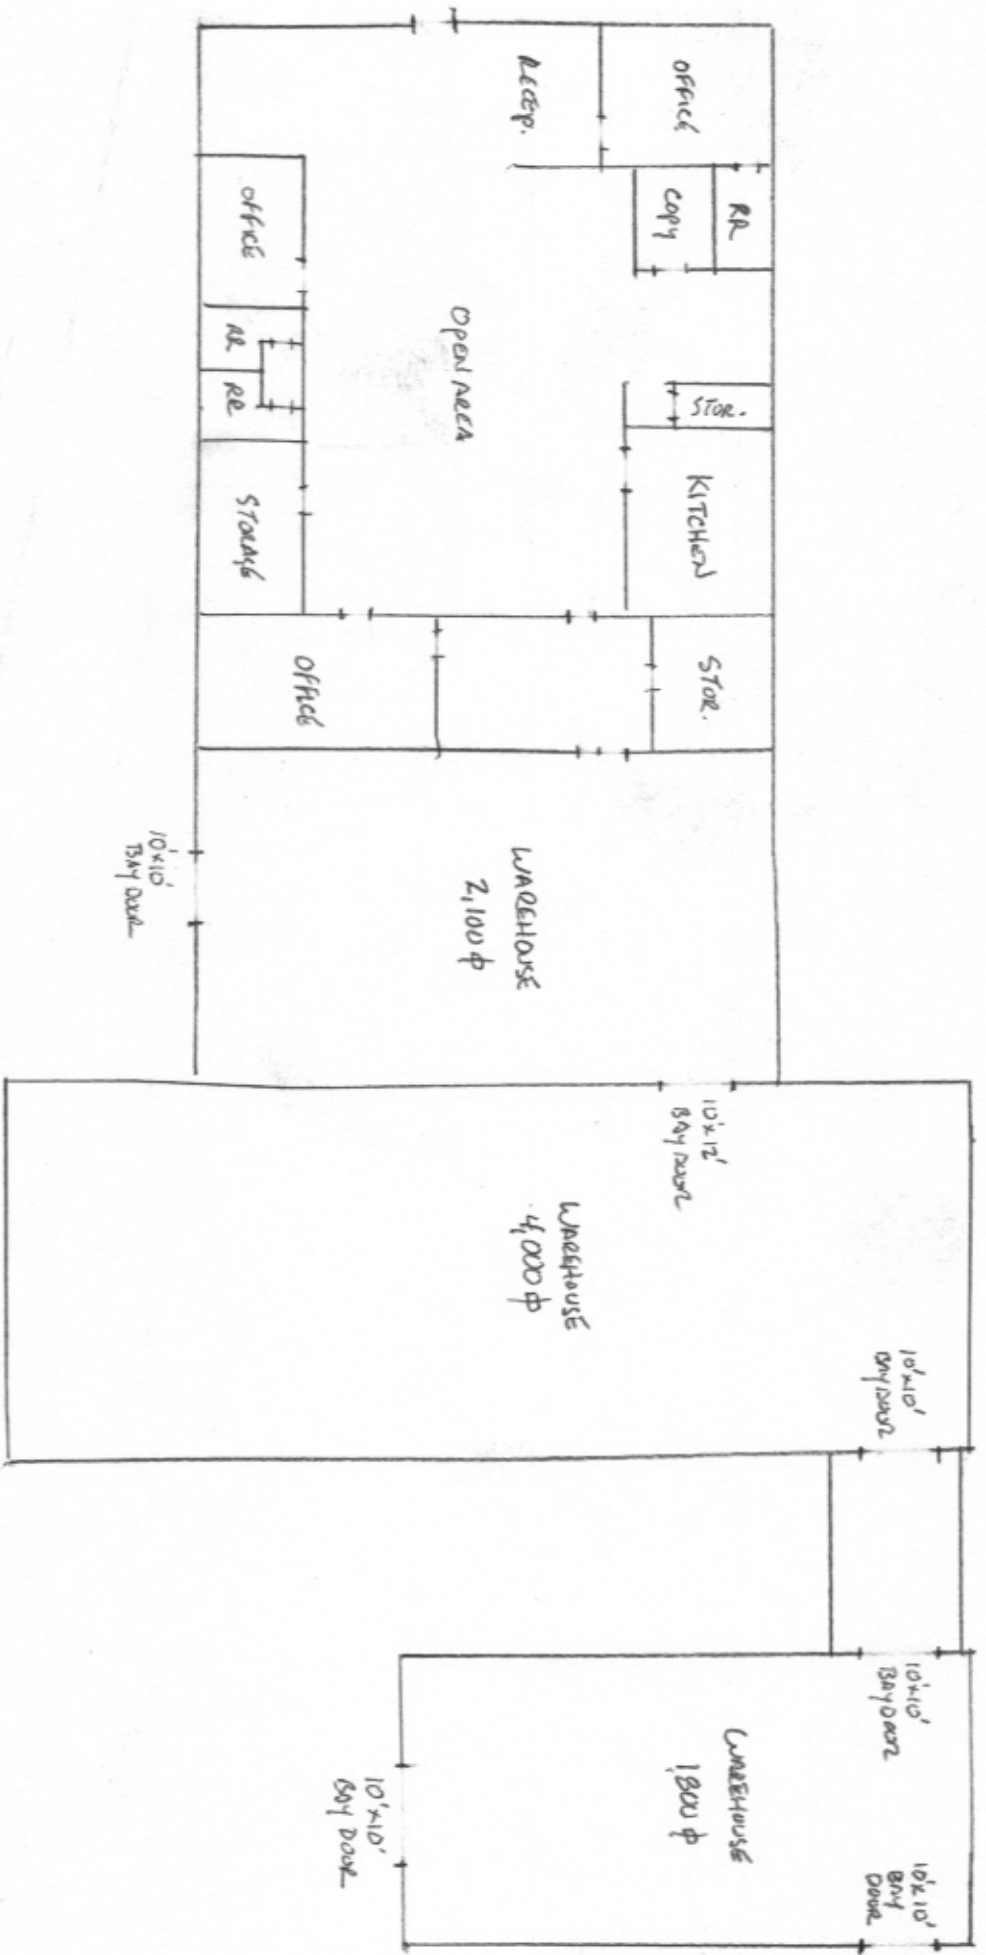 OFFICE
RECEP.
RR
COPY
OFFICE
RR
RR
OPEN AREA
STOR.
KITCHEN
STORAGE
STOR.
OFFICE
10'x10'
BAY DOOR
WAREHOUSE
2,100 ф
10'x12'
BAY DOOR
WAREHOUSE
4,000 ф
10'x10'
BAY DOOR
10'x10'
BAY DOOR
WAREHOUSE
1,800 ф
10'x10'
BAY DOOR
10'x10'
BAY
DOOR